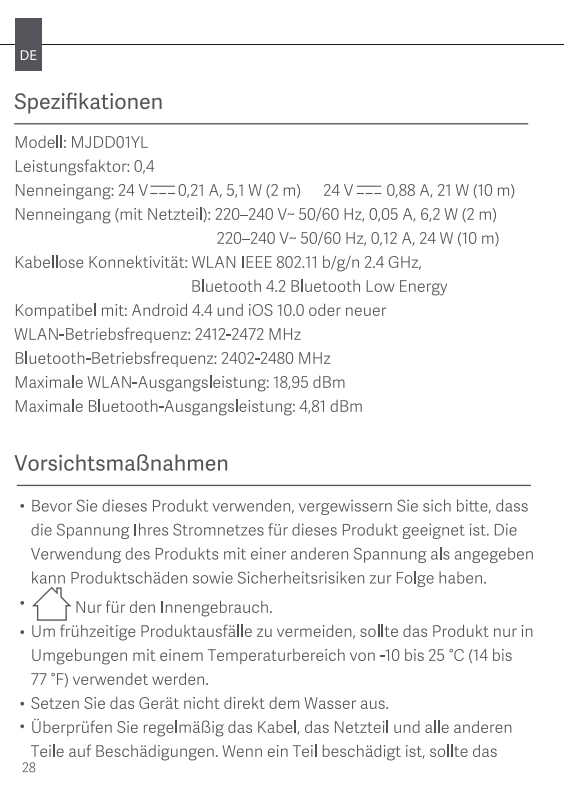 DE
Spezifikationen
Modell: MJDD01YL
Leistungsfaktor: 0,4
Nenneingang: 24 V⎓0,21 A, 5,1 W (2 m) 24 V ⎓ 0,88 A, 21 W (10 m)
Nenneingang (mit Netzteil): 220–240 V~ 50/60 Hz, 0,05 A, 6,2 W (2 m)
220–240 V~ 50/60 Hz, 0,12 A, 24 W (10 m)
Kabellose Konnektivität: WLAN IEEE 802.11 b/g/n 2.4 GHz,
Bluetooth 4.2 Bluetooth Low Energy
Kompatibel mit: Android 4.4 und iOS 10.0 oder neuer
WLAN-Betriebsfrequenz: 2412-2472 MHz
Bluetooth-Betriebsfrequenz: 2402-2480 MHz
Maximale WLAN-Ausgangsleistung: 18,95 dBm
Maximale Bluetooth-Ausgangsleistung: 4,81 dBm
Vorsichtsmaßnahmen
• Bevor Sie dieses Produkt verwenden, vergewissern Sie sich bitte, dass
die Spannung Ihres Stromnetzes für dieses Produkt geeignet ist. Die
Verwendung des Produkts mit einer anderen Spannung als angegeben
kann Produktschäden sowie Sicherheitsrisiken zur Folge haben.
• Nur für den Innengebrauch.
• Um frühzeitige Produktausfälle zu vermeiden, sollte das Produkt nur in
Umgebungen mit einem Temperaturbereich von -10 bis 25 °C (14 bis
77 °F) verwendet werden.
• Setzen Sie das Gerät nicht direkt dem Wasser aus.
• Überprüfen Sie regelmäßig das Kabel, das Netzteil und alle anderen
Teile auf Beschädigungen. Wenn ein Teil beschädigt ist, sollte das
28